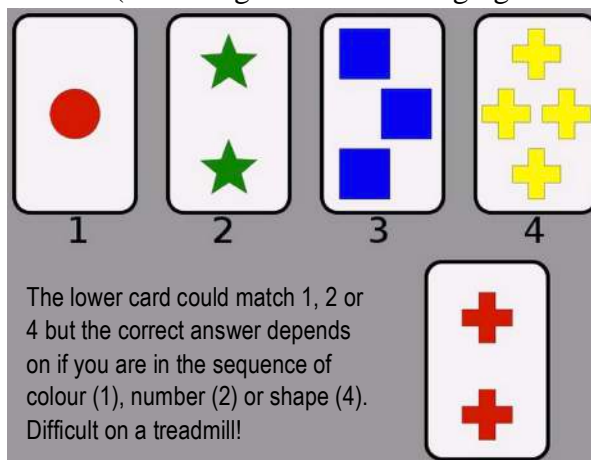 1 2 3 4
The lower card could match 1, 2 or
4 but the correct answer depends
on if you are in the sequence of
colour (1), number (2) or shape (4).
Difficult on a treadmill!